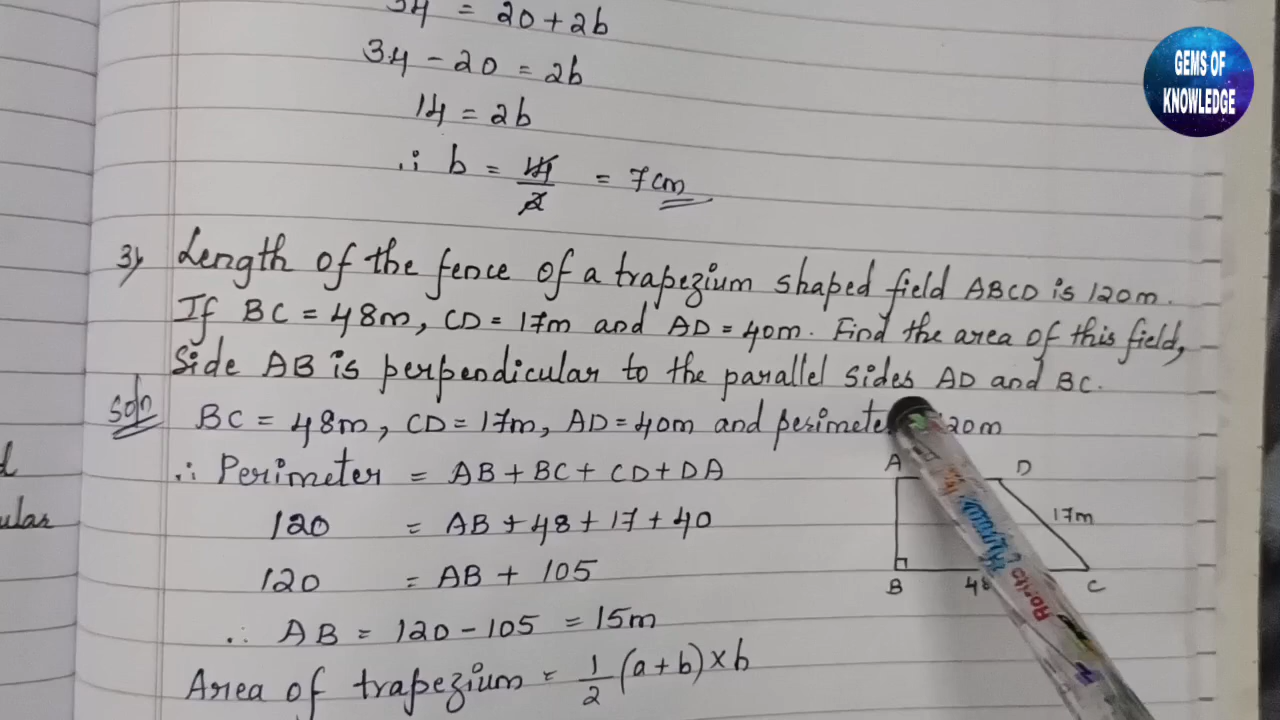 34 = 20 + 2b
34 - 20 = 2b
14 = 2b
∴ b = 14/2 = 7cm
GEMS OF
KNOWLEDGE
3) Length of the fence of a trapezium shaped field ABCD is 120m.
If BC = 48m, CD = 17m and AD = 40m. Find the area of this field,
Side AB is perpendicular to the parallel sides AD and BC.
Soln
BC = 48m, CD = 17m, AD = 40m and perimeter 120m
∴ Perimeter = AB + BC + CD + DA
120 = AB + 48 + 17 + 40
120 = AB + 105
∴ AB = 120 - 105 = 15m
Area of trapezium = 1/2 (a + b) × b
A D
17m
B 48 C
ular